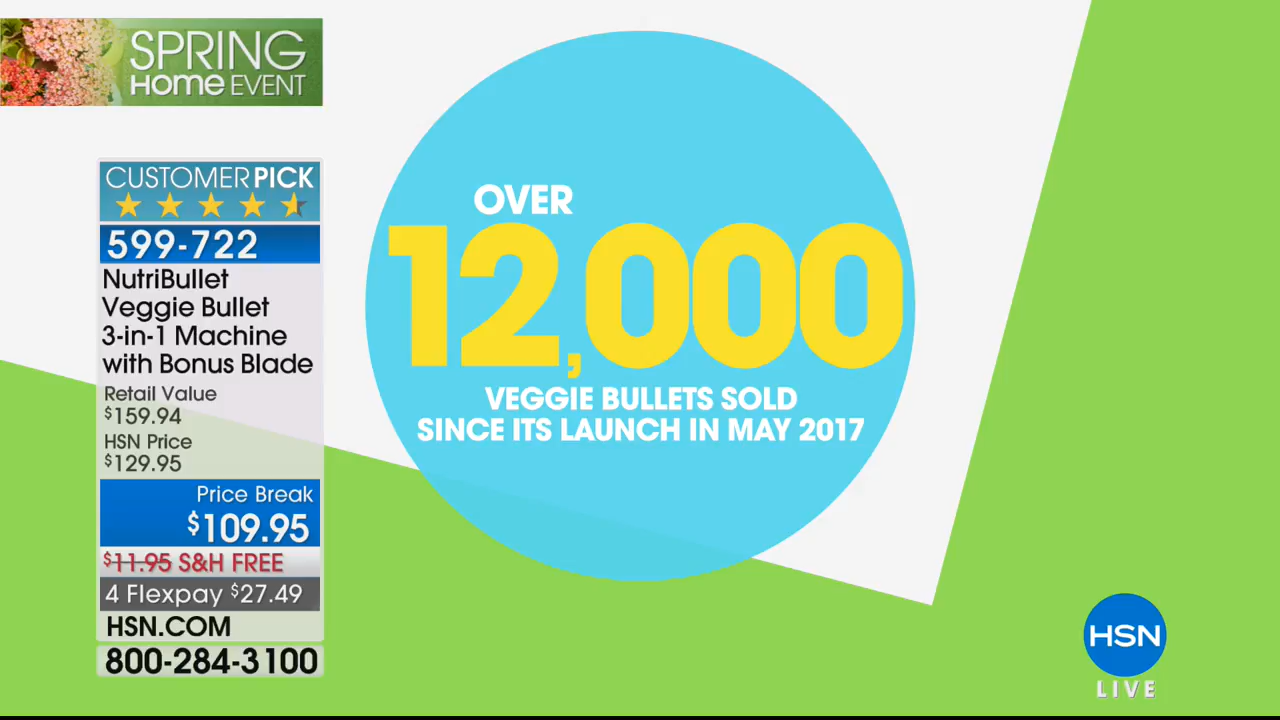 SPRING
Home EVENT
CUSTOMER PICK
599-722
NutriBullet
Veggie Bullet
3-in-1 Machine
with Bonus Blade
Retail Value
$159.94
HSN Price
$129.95
Price Break
$109.95
$11.95 S&H FREE
4 Flexpay $27.49
HSN.COM
800-284-3100
OVER
12,000
VEGGIE BULLETS SOLD
SINCE ITS LAUNCH IN MAY 2017
HSN
LIVE